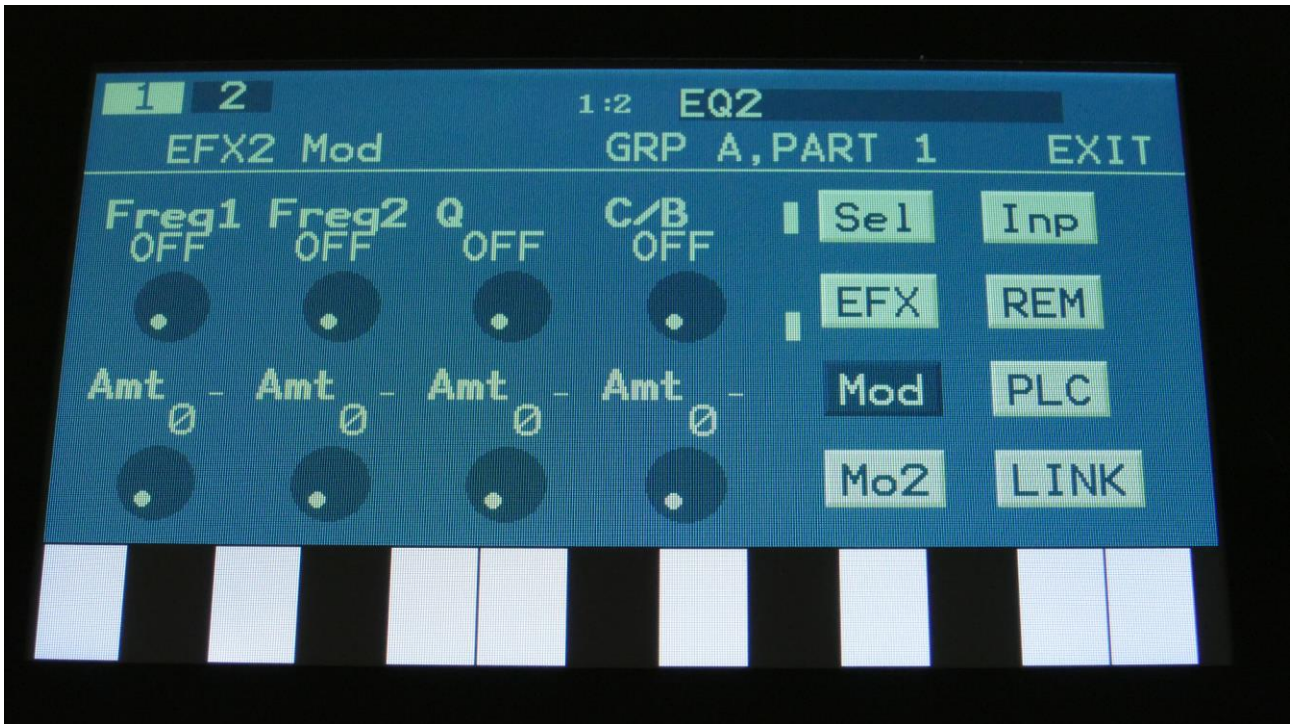 1 2 1:2 EQ2
EFX2 Mod GRP A,PART 1 EXIT
Freq1 Freq2 Q C/B Sel Inp
OFF OFF OFF OFF
EFX REM
Amt - Amt - Amt - Amt - Mod PLC
0 0 0 0
Mo2 LINK